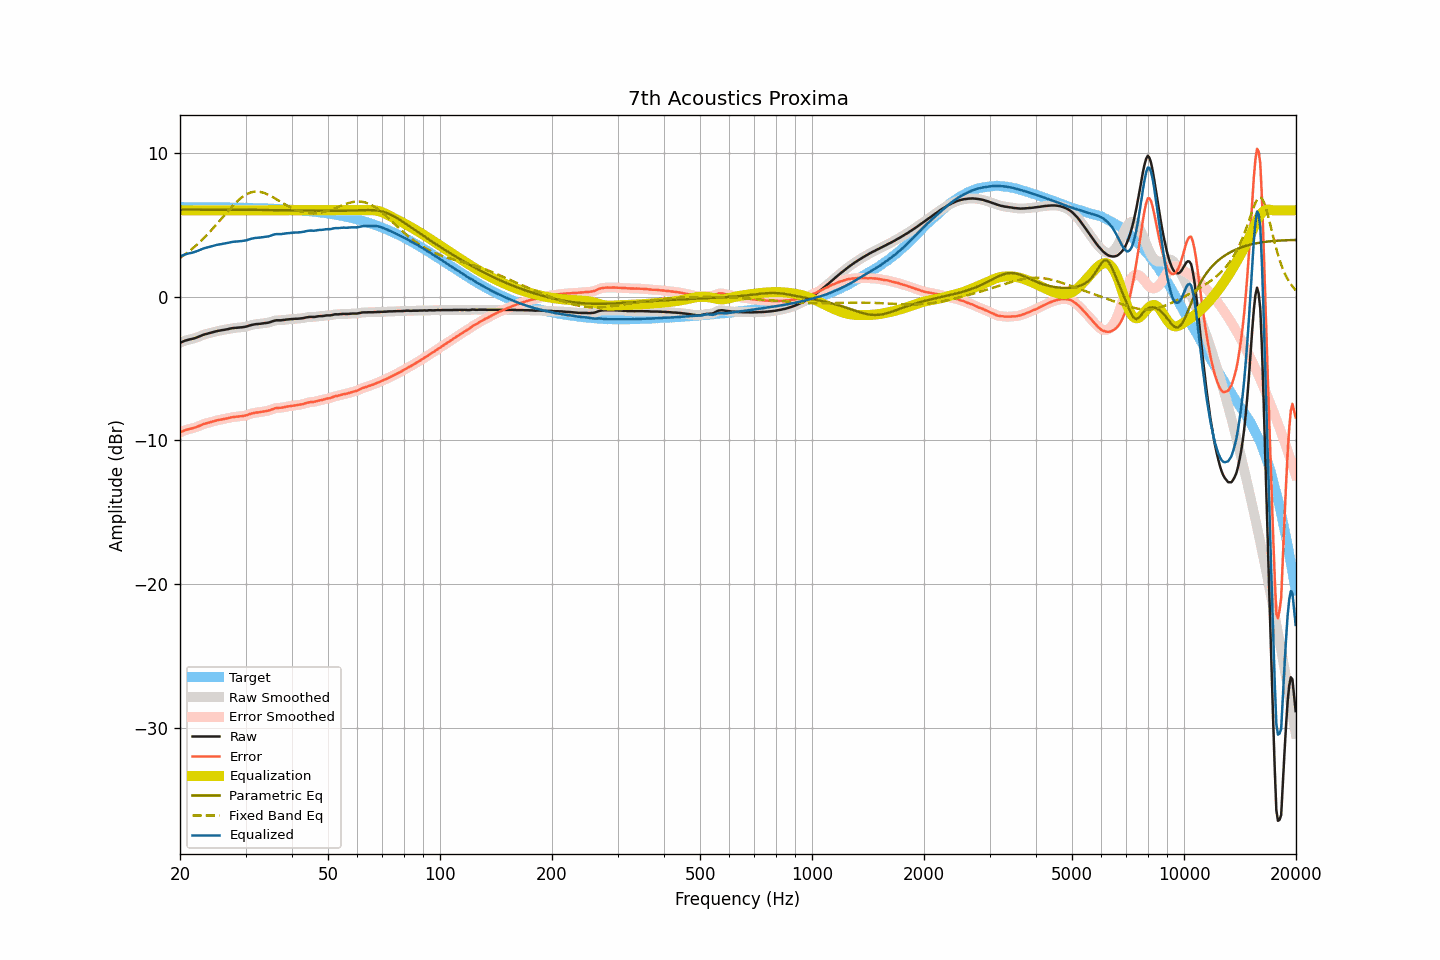 7th Acoustics Proxima
10
0
−10
−20
−30
Amplitude (dBr)
Target
Raw Smoothed
Error Smoothed
Raw
Error
Equalization
Parametric Eq
Fixed Band Eq
Equalized
20 50 100 200 500 1000 2000 5000 10000 20000
Frequency (Hz)